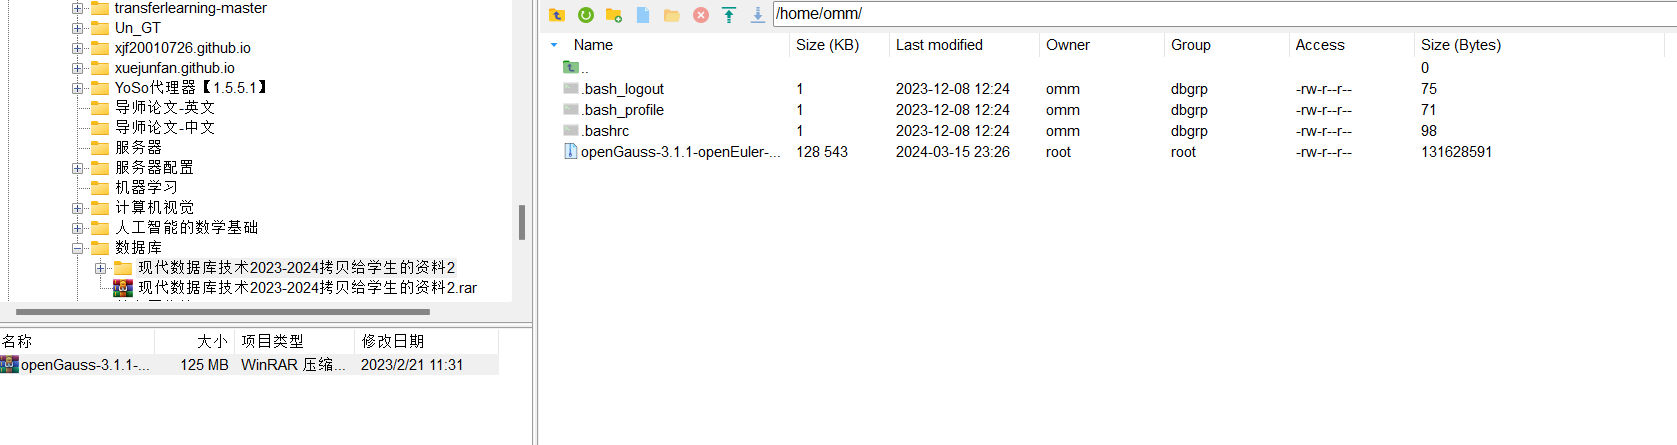 transferlearning-master
Un_GT
xjf20010726.github.io
xuejunfan.github.io
YoSo代理器【1.5.5.1】
导师论文-英文
导师论文-中文
服务器
服务器配置
机器学习
计算机视觉
人工智能的数学基础
数据库
现代数据库技术2023-2024拷贝给学生的资料2
现代数据库技术2023-2024拷贝给学生的资料2.rar
名称 大小 项目类型 修改日期
openGauss-3.1.1-... 125 MB WinRAR 压缩... 2023/2/21 11:31
/home/omm/
Name Size (KB) Last modified Owner Group Access Size (Bytes)
.. 0
.bash_logout 1 2023-12-08 12:24 omm dbgrp -rw-r--r-- 75
.bash_profile 1 2023-12-08 12:24 omm dbgrp -rw-r--r-- 71
.bashrc 1 2023-12-08 12:24 omm dbgrp -rw-r--r-- 98
openGauss-3.1.1-openEuler-... 128 543 2024-03-15 23:26 root root -rw-r--r-- 131628591